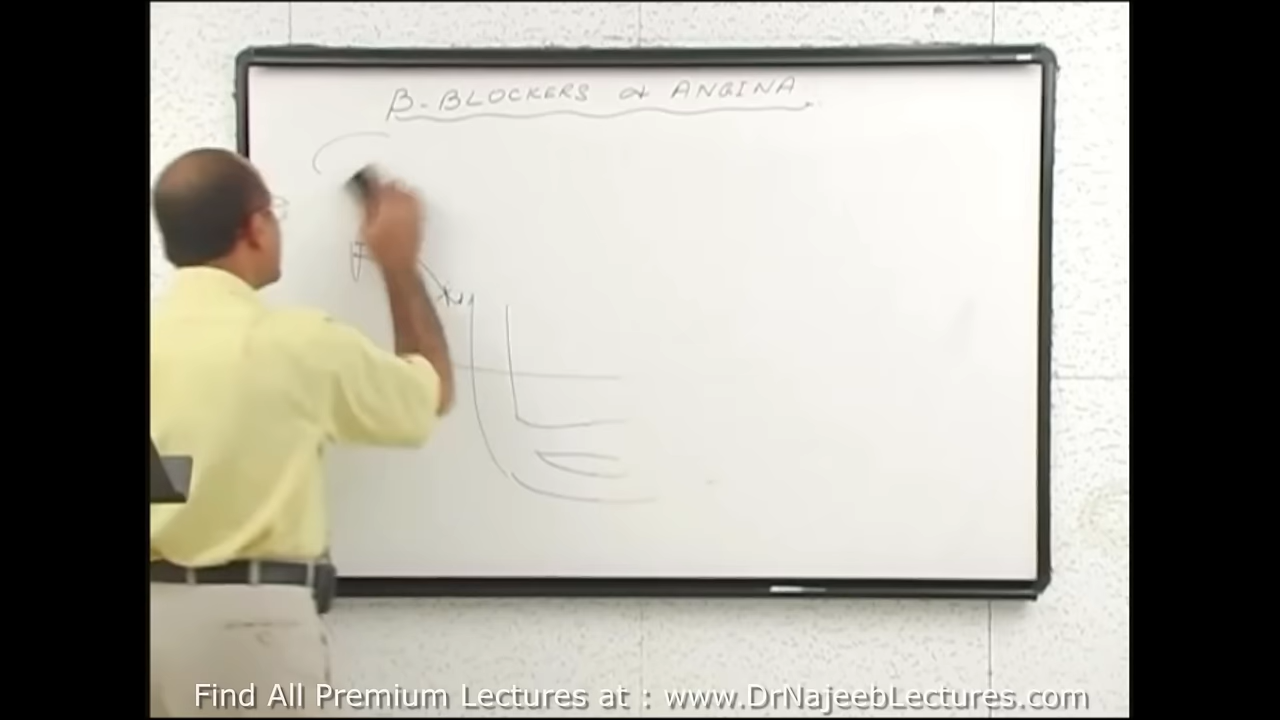 β-BLOCKERS & ANGINA
Find All Premium Lectures at : www.DrNajeebLectures.com